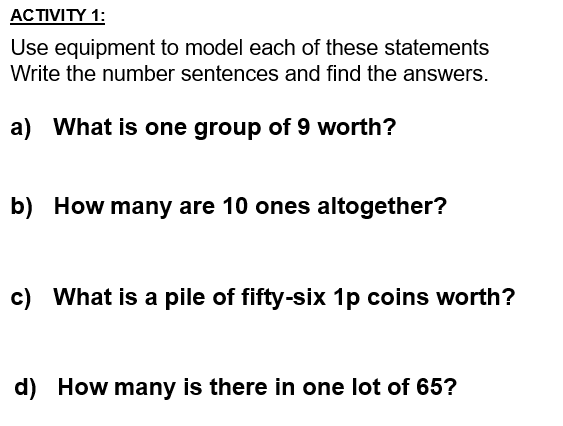 ACTIVITY 1:
Use equipment to model each of these statements
Write the number sentences and find the answers.
a) What is one group of 9 worth?
b) How many are 10 ones altogether?
c) What is a pile of fifty-six 1p coins worth?
d) How many is there in one lot of 65?